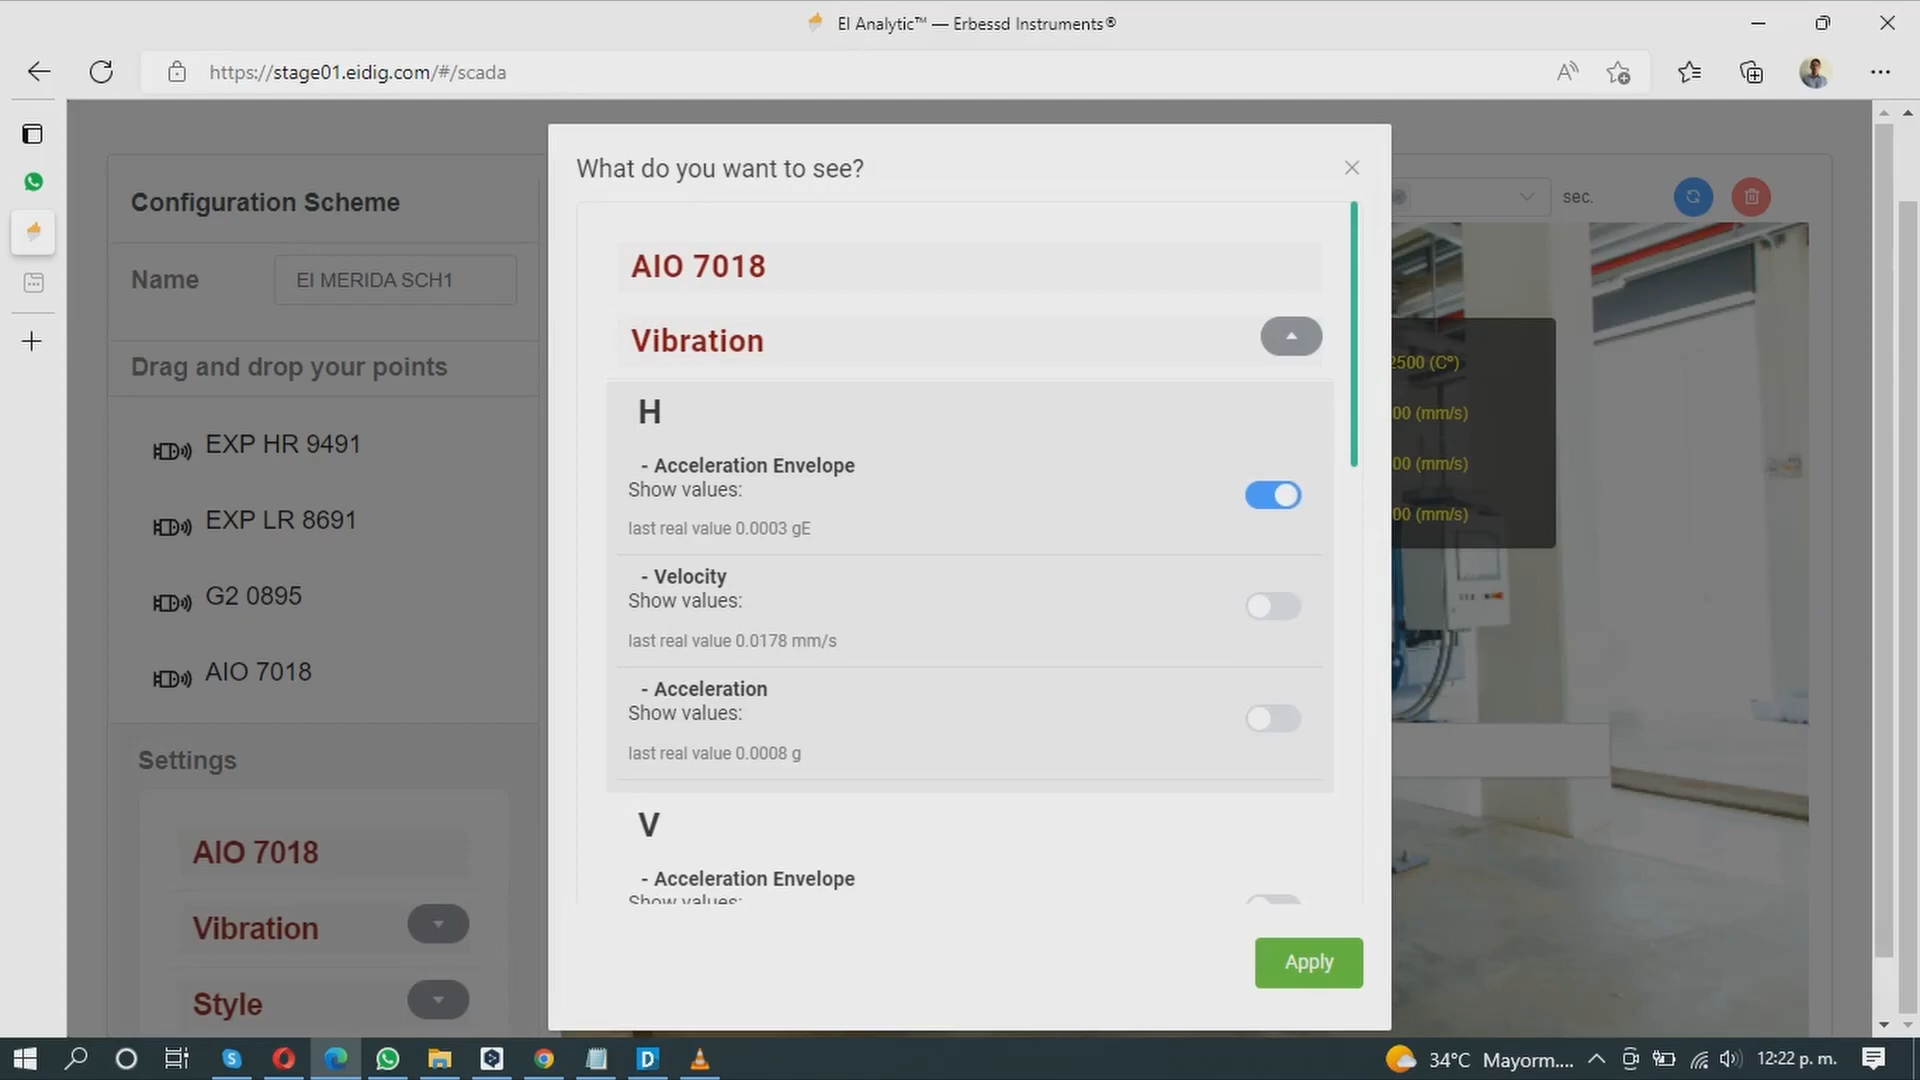 EI Analytic™ — Erbessd Instruments®
https://stage01.eidig.com/#/scada
Configuration Scheme
Name
EI MERIDA SCH1
Drag and drop your points
EXP HR 9491
EXP LR 8691
G2 0895
AIO 7018
Settings
AIO 7018
Vibration
Style
What do you want to see?
AIO 7018
Vibration
H
- Acceleration Envelope
Show values:
last real value 0.0003 gE
- Velocity
Show values:
last real value 0.0178 mm/s
- Acceleration
Show values:
last real value 0.0008 g
V
- Acceleration Envelope
Show values:
Apply
sec.
2500 (C°)
00 (mm/s)
00 (mm/s)
00 (mm/s)
34°C Mayorm....
12:22 p. m.